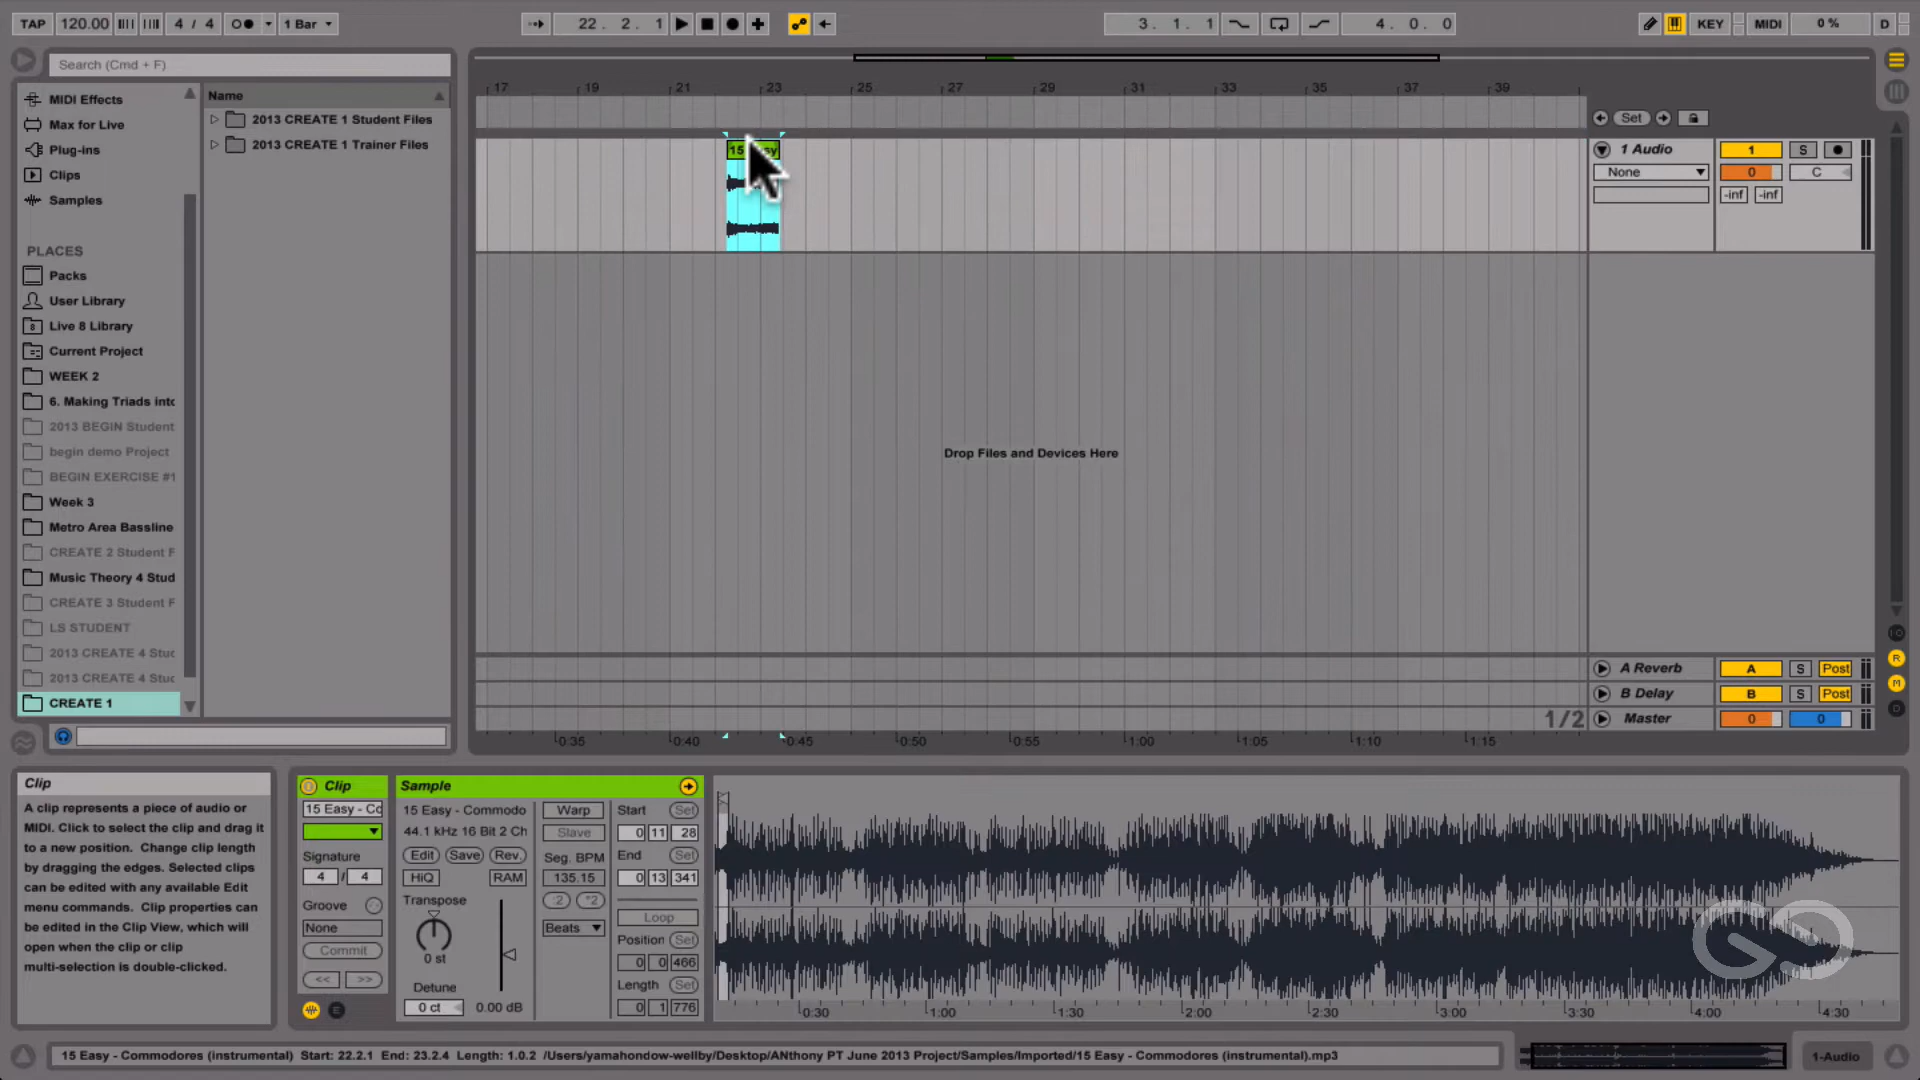 TAP 120.00 4 / 4 1 Bar 22. 2. 1 3. 1. 1 4. 0. 0 KEY MIDI 0 % D
Search (Cmd + F)
MIDI Effects
Max for Live
Plug-ins
Clips
Samples
PLACES
Packs
User Library
Live 8 Library
Current Project
WEEK 2
6. Making Triads intc
2013 BEGIN Student
begin demo Project
BEGIN EXERCISE #1
Week 3
Metro Area Bassline
CREATE 2 Student F
Music Theory 4 Stud
CREATE 3 Student F
LS STUDENT
2013 CREATE 4 Stuc
2013 CREATE 4 Stuc
CREATE 1
Name
2013 CREATE 1 Student Files
2013 CREATE 1 Trainer Files
17 19 21 23 25 27 29 31 33 35 37 39
Set
15
1 Audio 1 S
None 0 C
-inf -inf
Drop Files and Devices Here
A Reverb A S Post
B Delay B S Post
1/2 Master 0 0
0:35 0:40 0:45 0:50 0:55 1:00 1:05 1:10 1:15
Clip
A clip represents a piece of audio or
MIDI. Click to select the clip and drag it
to a new position. Change clip length
by dragging the edges. Selected clips
can be edited with any available Edit
menu commands. Clip properties can
be edited in the Clip View, which will
open when the clip or clip
multi-selection is double-clicked.
Clip
15 Easy - Cc
Signature
4 / 4
Groove
None
Commit
<< >>
E
Sample
15 Easy - Commodo
44.1 kHz 16 Bit 2 Ch
Edit Save Rev.
HiQ RAM
Transpose
0 st
Detune
0 ct 0.00 dB
Warp
Slave
Seg. BPM
135.15
:2 *2
Beats
Start Set
0 11 28
End Set
0 13 341
Loop
Position Set
0 0 466
Length Set
0 1 776
0:30 1:00 1:30 2:00 2:30 3:00 3:30 4:00 4:30
15 Easy - Commodores (instrumental) Start: 22.2.1 End: 23.2.4 Length: 1.0.2 /Users/yamahondow-wellby/Desktop/ANthony PT June 2013 Project/Samples/Imported/15 Easy - Commodores (instrumental).mp3
1-Audio